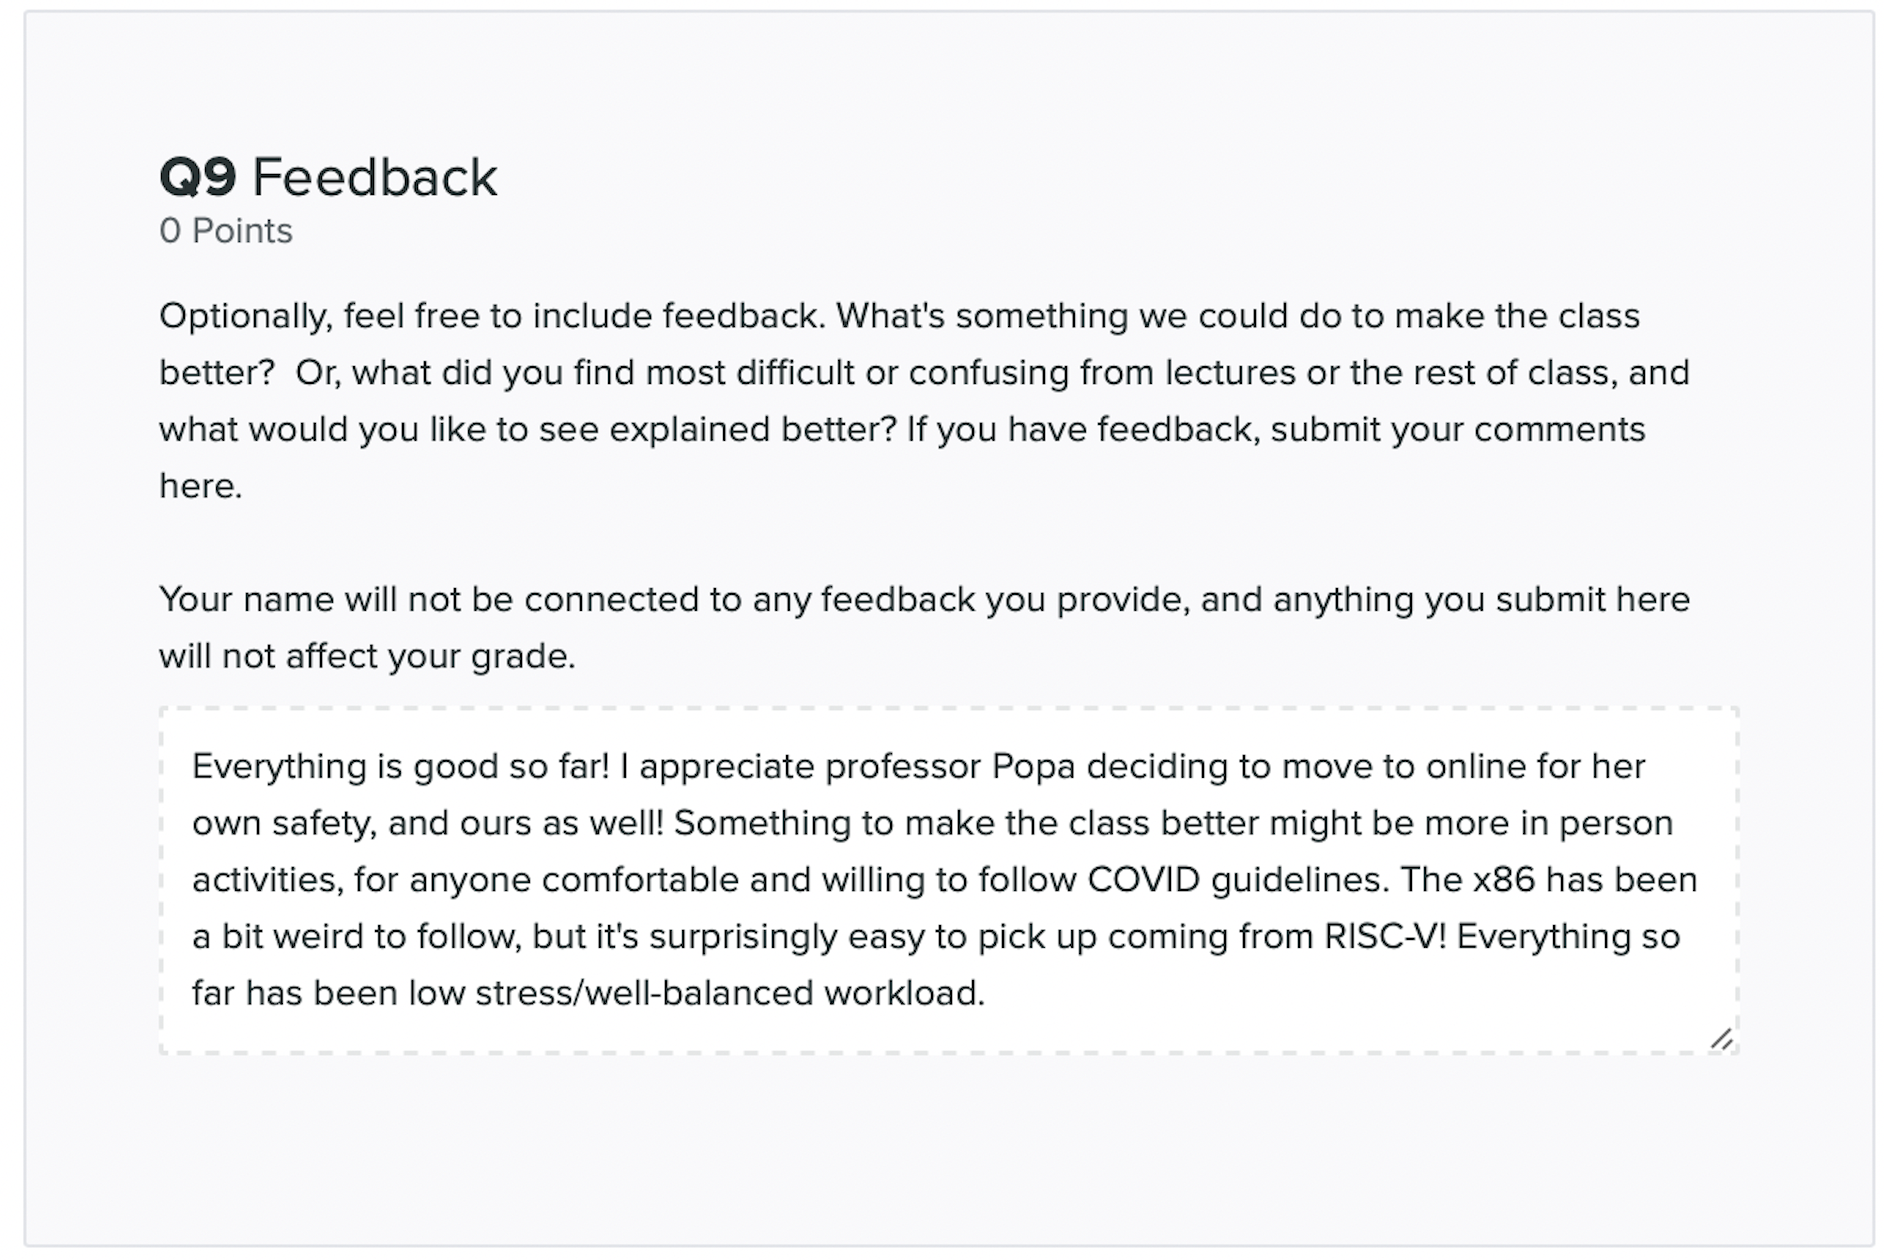 Q9 Feedback
0 Points
Optionally, feel free to include feedback. What's something we could do to make the class
better?  Or, what did you find most difficult or confusing from lectures or the rest of class, and
what would you like to see explained better? If you have feedback, submit your comments
here.
Your name will not be connected to any feedback you provide, and anything you submit here
will not affect your grade.
Everything is good so far! I appreciate professor Popa deciding to move to online for her
own safety, and ours as well! Something to make the class better might be more in person
activities, for anyone comfortable and willing to follow COVID guidelines. The x86 has been
a bit weird to follow, but it's surprisingly easy to pick up coming from RISC-V! Everything so
far has been low stress/well-balanced workload.